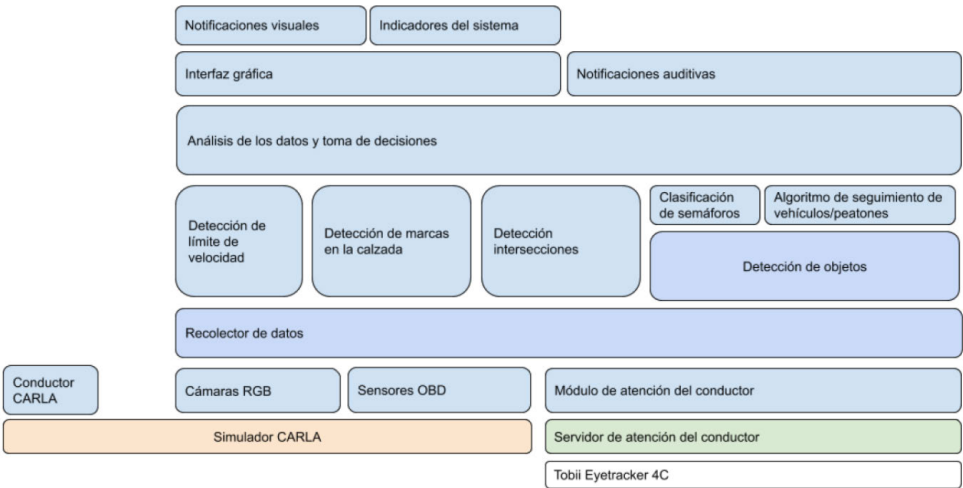 Notificaciones visuales
Indicadores del sistema
Interfaz gráfica
Notificaciones auditivas
Análisis de los datos y toma de decisiones
Detección de
límite de
velocidad
Detección de marcas
en la calzada
Detección
intersecciones
Clasificación
de semáforos
Algoritmo de seguimiento de
vehículos/peatones
Detección de objetos
Recolector de datos
Conductor
CARLA
Cámaras RGB
Sensores OBD
Módulo de atención del conductor
Simulador CARLA
Servidor de atención del conductor
Tobii Eyetracker 4C